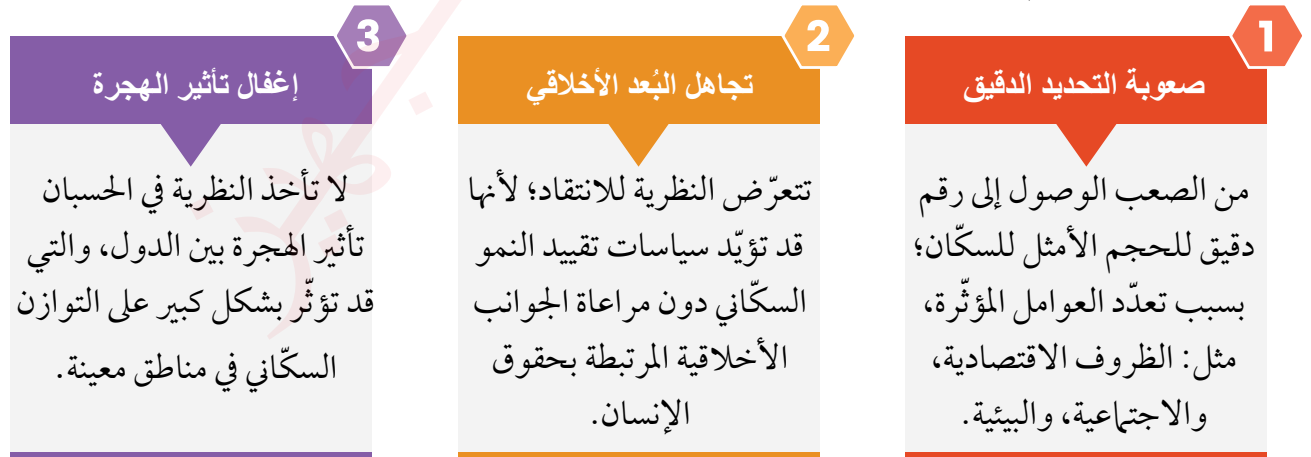 1
صعوبة التحديد الدقيق
من الصعب الوصول إلى رقم
دقيق للحجم الأمثل للسكّان؛
بسبب تعدّد العوامل المؤثّرة،
مثل: الظروف الاقتصادية،
والاجتماعية، والبيئية.
2
تجاهل البُعد الأخلاقي
تتعرّض النظرية للانتقاد؛ لأنها
قد تؤيّد سياسات تقييد النمو
السكّاني دون مراعاة الجوانب
الأخلاقية المرتبطة بحقوق
الإنسان.
3
إغفال تأثير الهجرة
لا تأخذ النظرية في الحسبان
تأثير الهجرة بين الدول، والتي
قد تؤثّر بشكل كبير على التوازن
السكّاني في مناطق معينة.